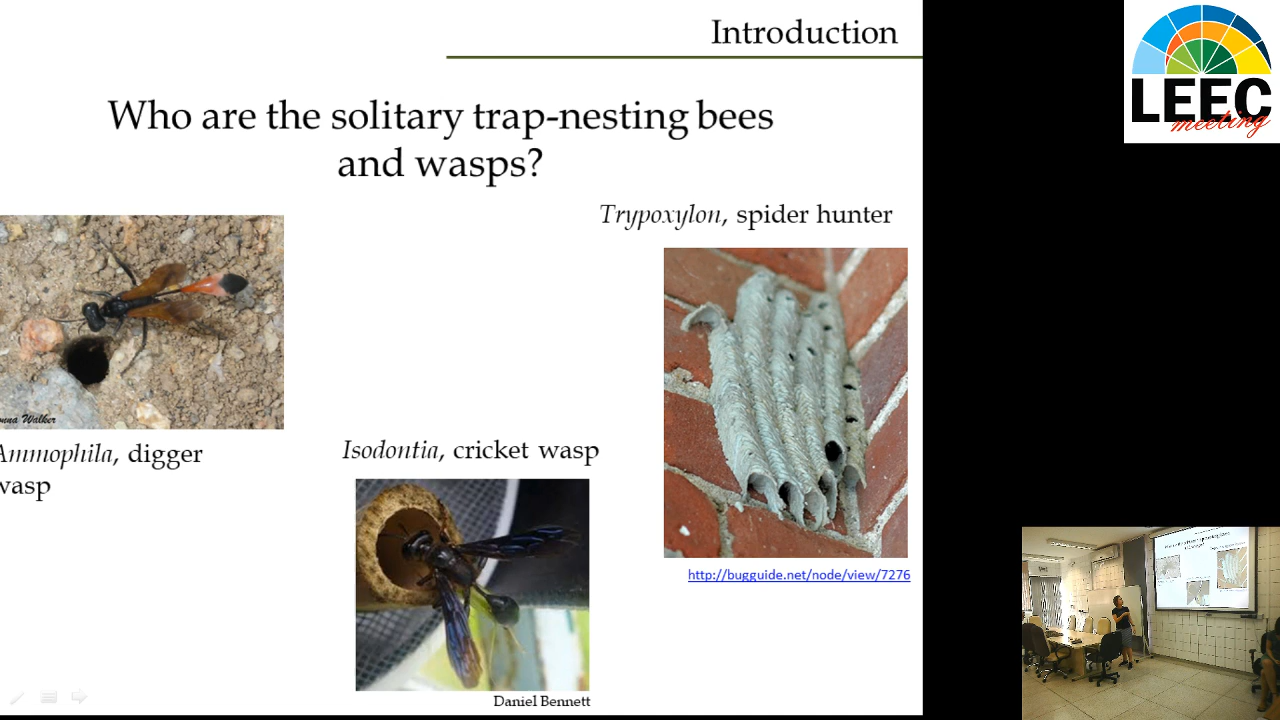 Introduction
Who are the solitary trap-nesting bees
and wasps?
Trypoxylon, spider hunter
Walker
Ammophila, digger
wasp
Isodontia, cricket wasp
http://bugguide.net/node/view/7276
Daniel Bennett
LEEC
meeting